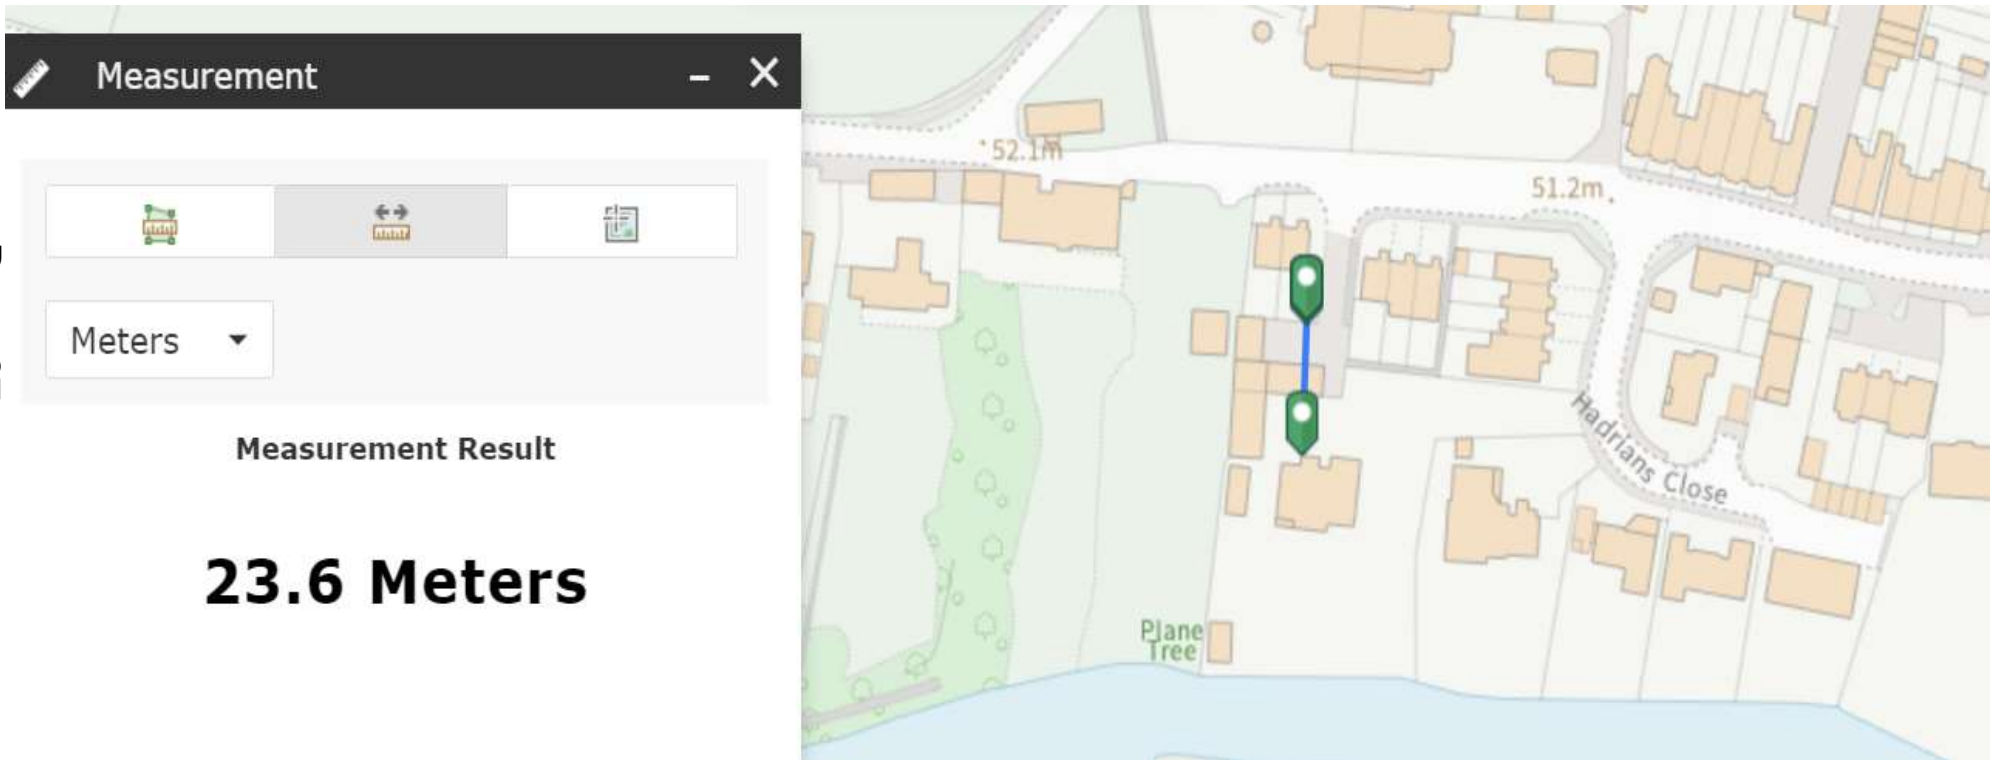 Measurement
Meters
Measurement Result
23.6 Meters
52.1m
51.2m
Hadrians Close
Plane
Tree